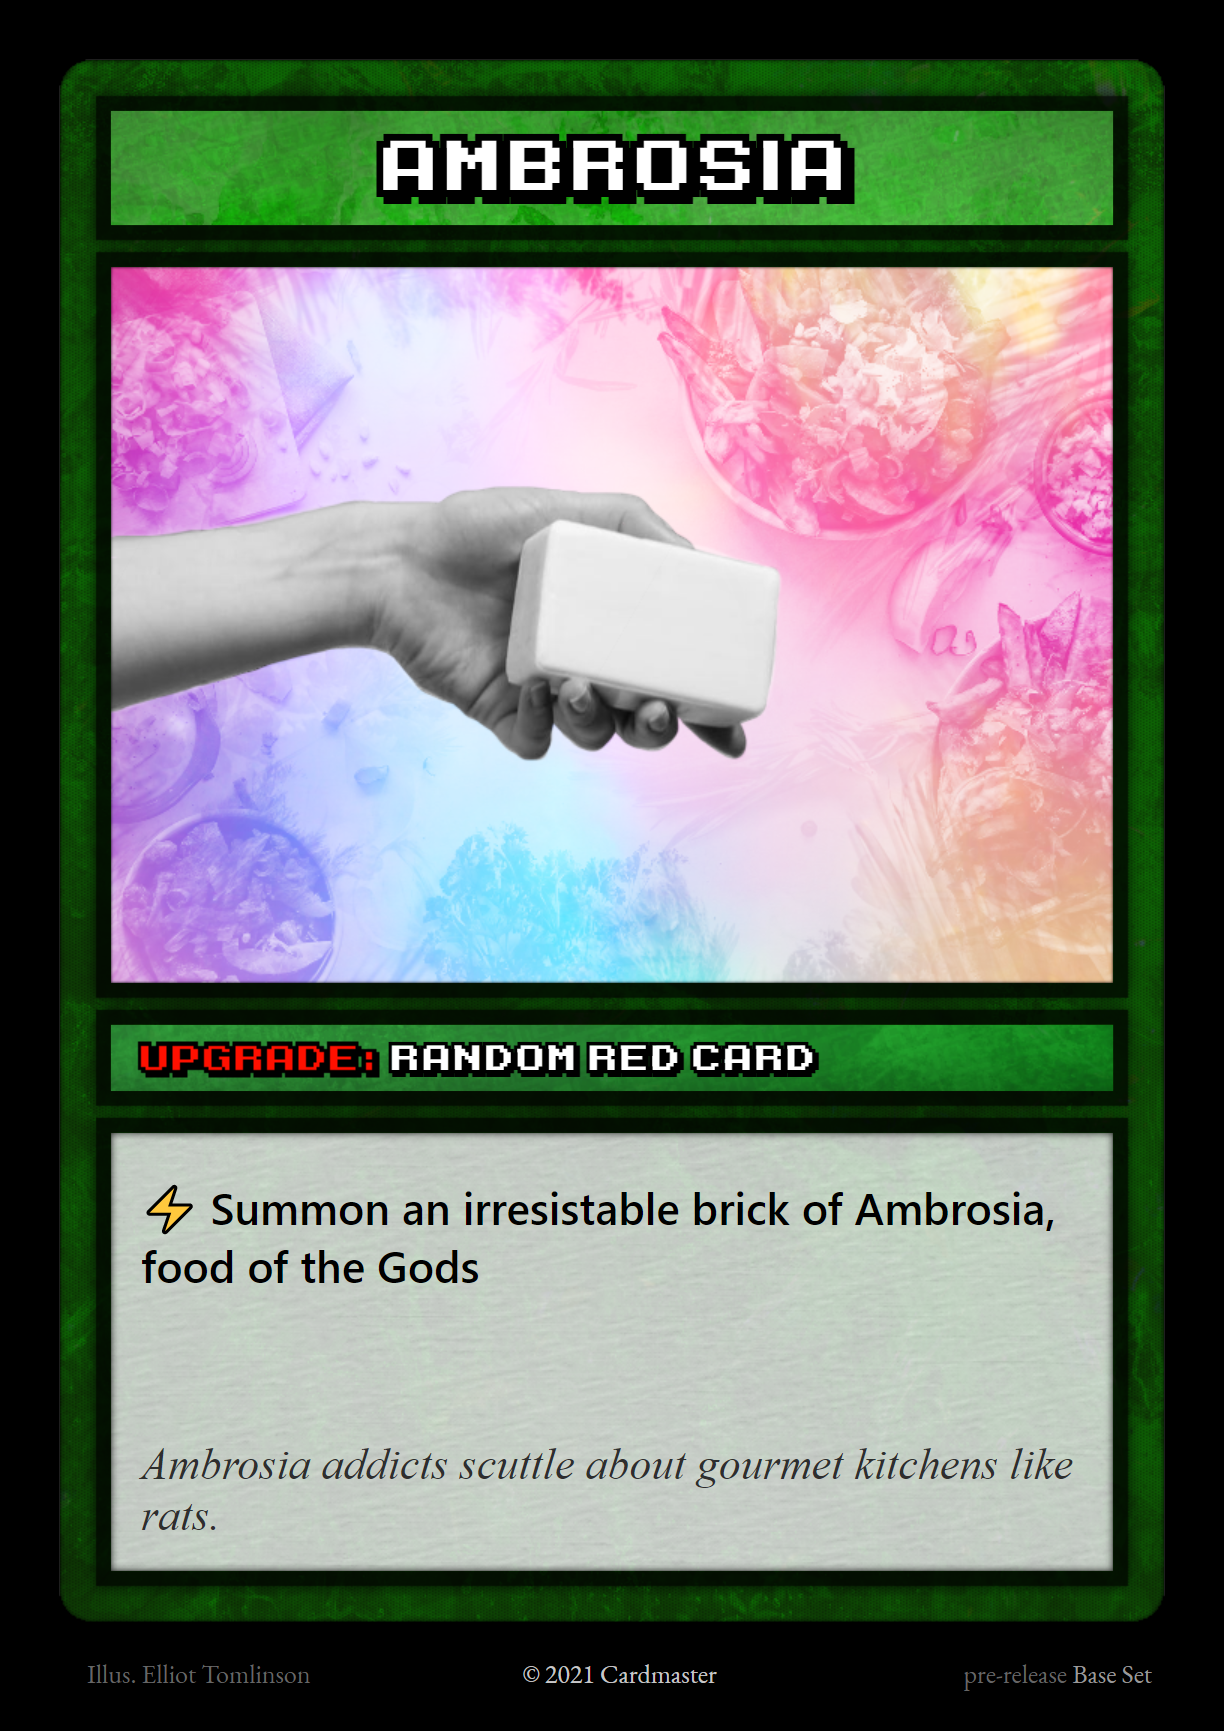 AMBROSIA
UPGRADE: RANDOM RED CARD
⚡ Summon an irresistable brick of Ambrosia,
food of the Gods
Ambrosia addicts scuttle about gourmet kitchens like
rats.
Illus. Elliot Tomlinson © 2021 Cardmaster pre-release Base Set